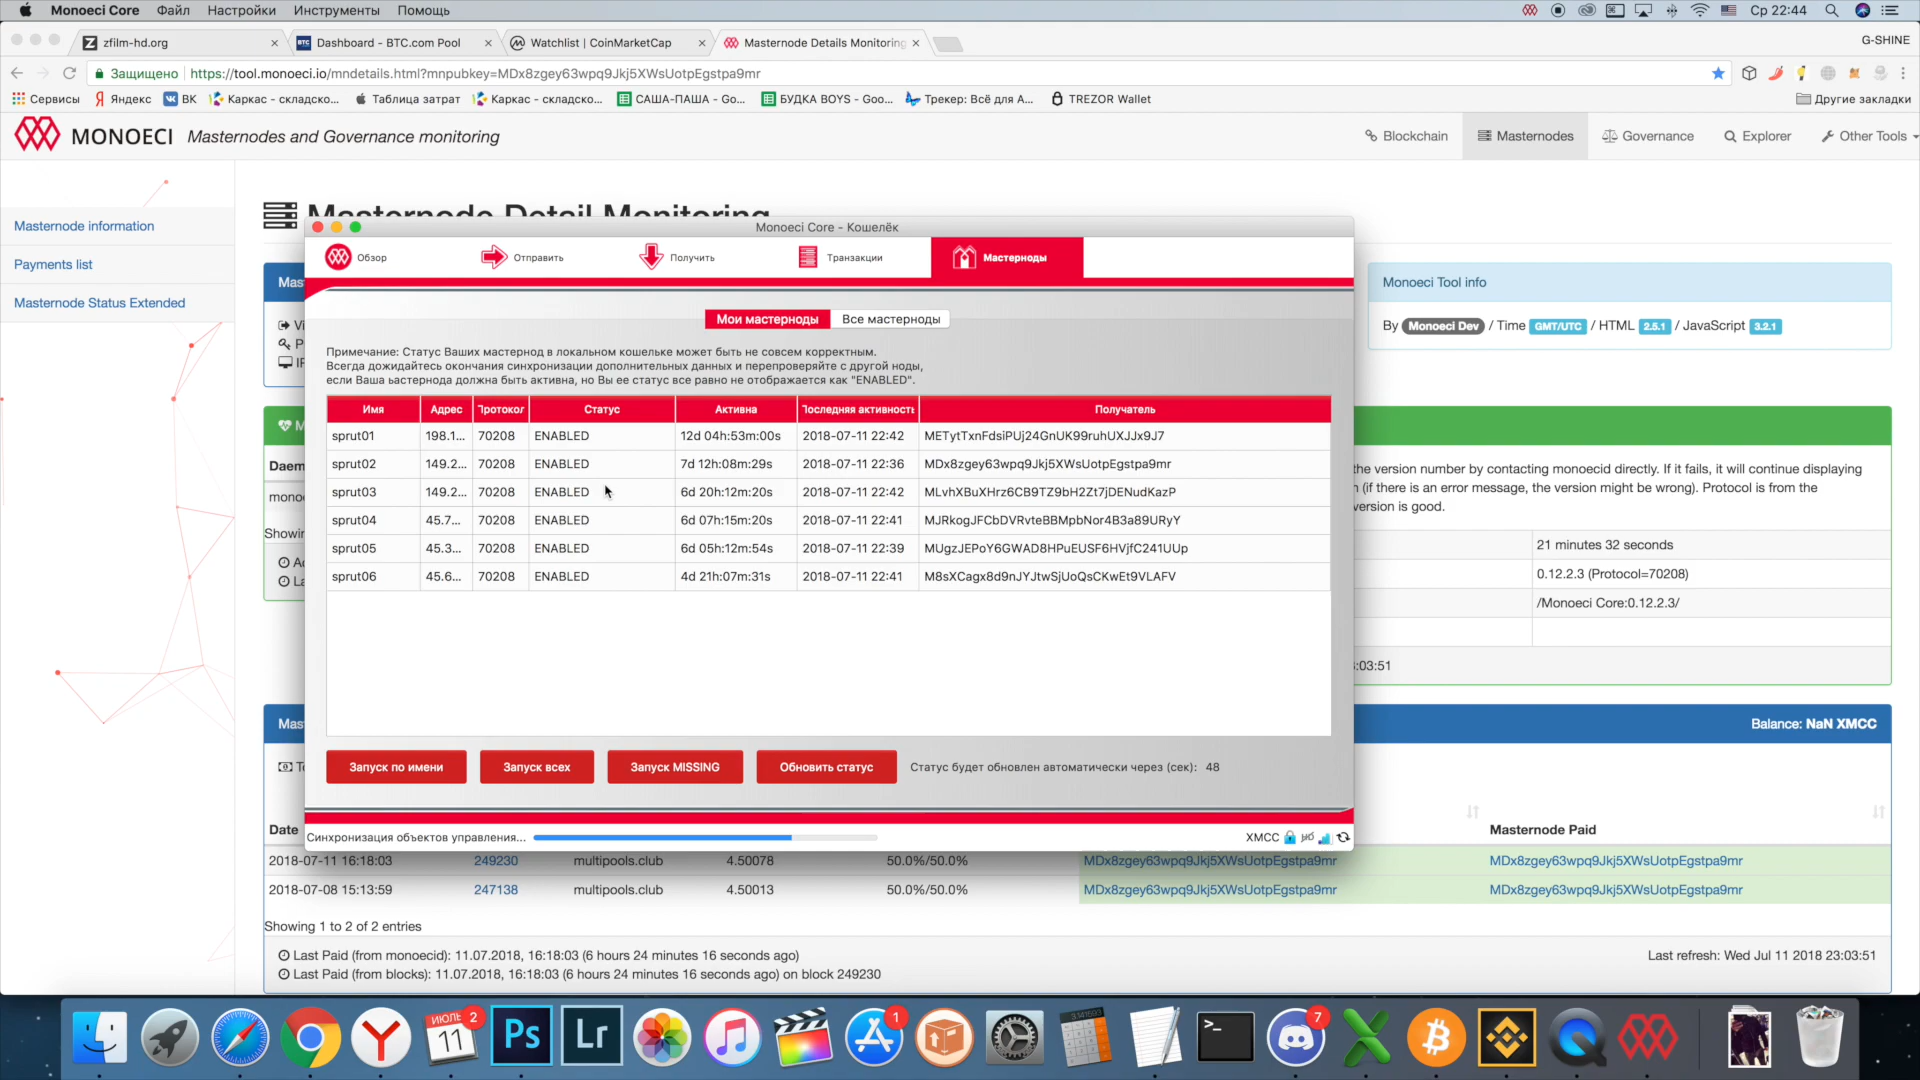 Monoeci Core Файл Настройки Инструменты Помощь Ср 22:44
zfilm-hd.org Dashboard - BTC.com Pool Watchlist | CoinMarketCap Masternode Details Monitoring G-SHINE
Защищено https://tool.monoeci.io/mndetails.html?mnpubkey=MDx8zgey63wpq9Jkj5XWsUotpEgstpa9mr
Сервисы Яндекс ВК Каркас - складско... Таблица затрат Каркас - складско... САША-ПАША - Go... БУДКА BOYS - Goo... Трекер: Всё для А... TREZOR Wallet Другие закладки
MONOECI Masternodes and Governance monitoring Blockchain Masternodes Governance Explorer Other Tools
Masternode information
Payments list
Masternode Status Extended
Masternode Detail Monitoring
Monoeci Core - Кошелёк
Обзор Отправить Получить Транзакции Мастерноды
Mas
Monoeci Tool info
By Monoeci Dev / Time GMT/UTC / HTML 2.5.1 / JavaScript 3.2.1
Мои мастерноды Все мастерноды
Примечание: Статус Ваших мастернод в локальном кошельке может быть не совсем корректным.
Всегда дожидайтесь окончания синхронизации дополнительных данных и перепроверяйте с другой ноды,
если Ваша ьастернода должна быть активна, но Вы ее статус все равно не отображается как "ENABLED".
Имя Адрес Протокол Статус Активна Последняя активность Получатель
sprut01 198.1... 70208 ENABLED 12d 04h:53m:00s 2018-07-11 22:42 METytTxnFdsiPUj24GnUK99ruhUXJJx9J7
sprut02 149.2... 70208 ENABLED 7d 12h:08m:29s 2018-07-11 22:36 MDx8zgey63wpq9Jkj5XWsUotpEgstpa9mr
sprut03 149.2... 70208 ENABLED 6d 20h:12m:20s 2018-07-11 22:42 MLvhXBuXHrz6CB9TZ9bH2Zt7jDENudKazP
sprut04 45.7... 70208 ENABLED 6d 07h:15m:20s 2018-07-11 22:41 MJRkogJFCbDVRvteBBMpbNor4B3a89URyY
sprut05 45.3... 70208 ENABLED 6d 05h:12m:54s 2018-07-11 22:39 MUgzJEPoY6GWAD8HPuEUSF6HVjfC241UUp
sprut06 45.6... 70208 ENABLED 4d 21h:07m:31s 2018-07-11 22:41 M8sXCagx8d9nJYJtwSjUoQsCKwEt9VLAFV
Запуск по имени Запуск всех Запуск MISSING Обновить статус Статус будет обновлен автоматически через (сек): 48
Синхронизация объектов управления... XMCC
Daem
mono
Showin
the version number by contacting monoecid directly. If it fails, it will continue displaying
(if there is an error message, the version might be wrong). Protocol is from the
version is good.
21 minutes 32 seconds
0.12.2.3 (Protocol=70208)
/Monoeci Core:0.12.2.3/
:03:51
Mas Balance: NaN XMCC
Date Masternode Paid
2018-07-11 16:18:03 249230 multipools.club 4.50078 50.0%/50.0% MDx8zgey63wpq9Jkj5XWsUotpEgstpa9mr MDx8zgey63wpq9Jkj5XWsUotpEgstpa9mr
2018-07-08 15:13:59 247138 multipools.club 4.50013 50.0%/50.0% MDx8zgey63wpq9Jkj5XWsUotpEgstpa9mr MDx8zgey63wpq9Jkj5XWsUotpEgstpa9mr
Showing 1 to 2 of 2 entries
Last Paid (from monoecid): 11.07.2018, 16:18:03 (6 hours 24 minutes 16 seconds ago) Last refresh: Wed Jul 11 2018 23:03:51
Last Paid (from blocks): 11.07.2018, 16:18:03 (6 hours 24 minutes 16 seconds ago) on block 249230
ИЮЛЬ 11 2 Ps Lr 1 7